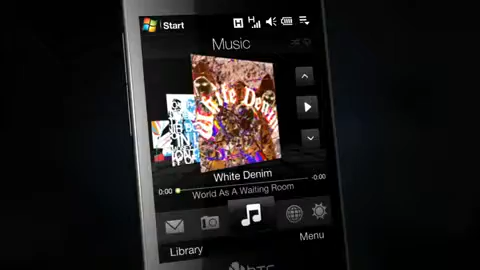 Start
H
Music
White Denim
White Denim
World As A Waiting Room
0:00
-0:00
Library
Menu
hTC